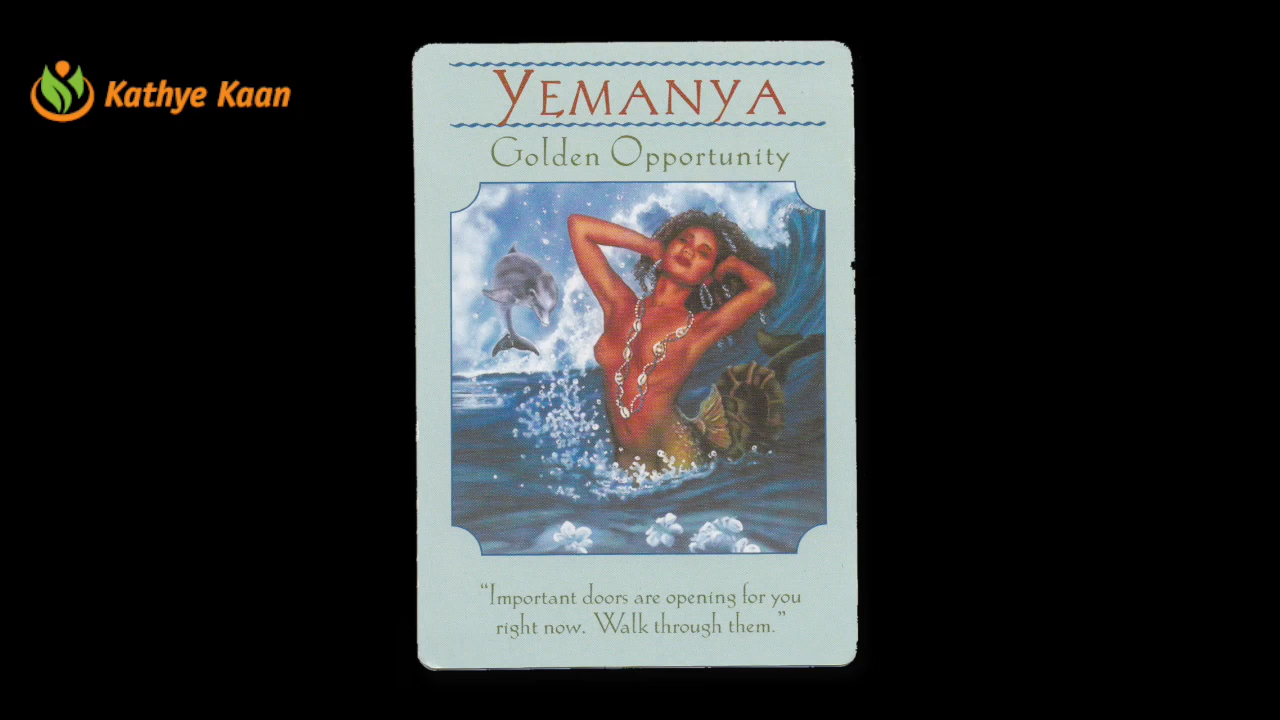 Kathye Kaan
YEMANYA
Golden Opportunity
“Important doors are opening for you
right now. Walk through them.”